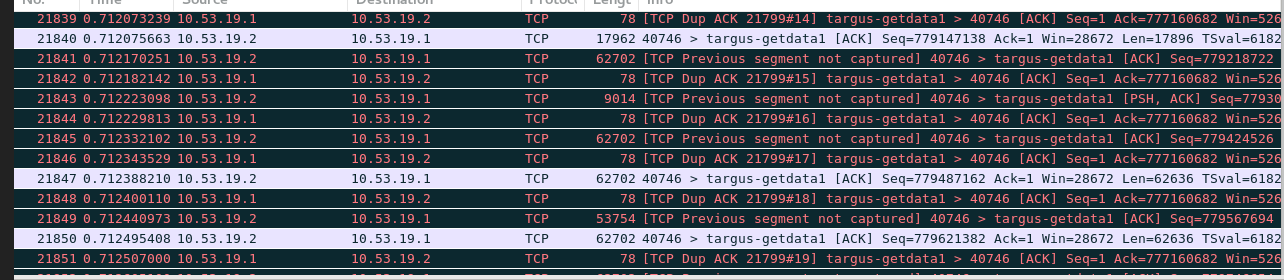 No. Time Source Destination Protoc Lengt Info
21839 0.712073239 10.53.19.1 10.53.19.2 TCP 78 [TCP Dup ACK 21799#14] targus-getdata1 > 40746 [ACK] Seq=1 Ack=777160682 Win=526
21840 0.712075663 10.53.19.2 10.53.19.1 TCP 17962 40746 > targus-getdata1 [ACK] Seq=779147138 Ack=1 Win=28672 Len=17896 TSval=6182
21841 0.712170251 10.53.19.2 10.53.19.1 TCP 62702 [TCP Previous segment not captured] 40746 > targus-getdata1 [ACK] Seq=779218722
21842 0.712182142 10.53.19.1 10.53.19.2 TCP 78 [TCP Dup ACK 21799#15] targus-getdata1 > 40746 [ACK] Seq=1 Ack=777160682 Win=526
21843 0.712223098 10.53.19.2 10.53.19.1 TCP 9014 [TCP Previous segment not captured] 40746 > targus-getdata1 [PSH, ACK] Seq=77930
21844 0.712229813 10.53.19.1 10.53.19.2 TCP 78 [TCP Dup ACK 21799#16] targus-getdata1 > 40746 [ACK] Seq=1 Ack=777160682 Win=526
21845 0.712332102 10.53.19.2 10.53.19.1 TCP 62702 [TCP Previous segment not captured] 40746 > targus-getdata1 [ACK] Seq=779424526
21846 0.712343529 10.53.19.1 10.53.19.2 TCP 78 [TCP Dup ACK 21799#17] targus-getdata1 > 40746 [ACK] Seq=1 Ack=777160682 Win=526
21847 0.712388210 10.53.19.2 10.53.19.1 TCP 62702 40746 > targus-getdata1 [ACK] Seq=779487162 Ack=1 Win=28672 Len=62636 TSval=6182
21848 0.712400110 10.53.19.1 10.53.19.2 TCP 78 [TCP Dup ACK 21799#18] targus-getdata1 > 40746 [ACK] Seq=1 Ack=777160682 Win=526
21849 0.712440973 10.53.19.2 10.53.19.1 TCP 53754 [TCP Previous segment not captured] 40746 > targus-getdata1 [ACK] Seq=779567694
21850 0.712495408 10.53.19.2 10.53.19.1 TCP 62702 40746 > targus-getdata1 [ACK] Seq=779621382 Ack=1 Win=28672 Len=62636 TSval=6182
21851 0.712507000 10.53.19.1 10.53.19.2 TCP 78 [TCP Dup ACK 21799#19] targus-getdata1 > 40746 [ACK] Seq=1 Ack=777160682 Win=526